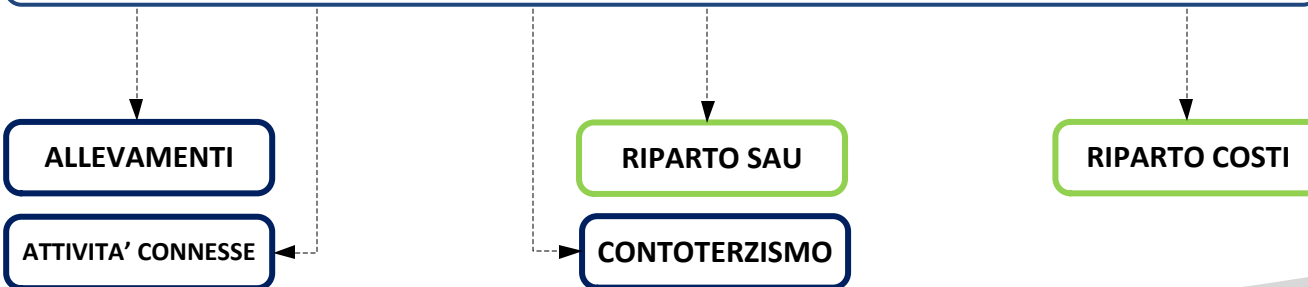 ALLEVAMENTI
RIPARTO SAU
RIPARTO COSTI
ATTIVITA’ CONNESSE
CONTOTERZISMO